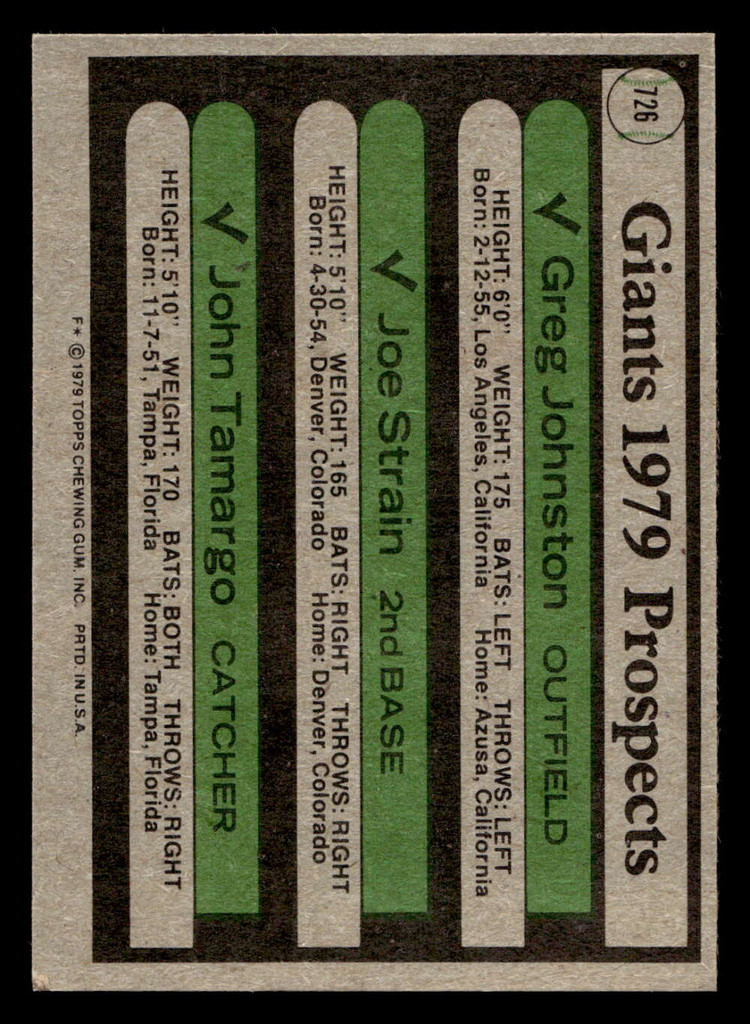 726
Giants 1979 Prospects
✓ Greg Johnston OUTFIELD
HEIGHT: 6'0" WEIGHT: 175 BATS: LEFT THROWS: LEFT
Born: 2-12-55, Los Angeles, California Home: Azusa, California
✓ Joe Strain 2nd BASE
HEIGHT: 5'10" WEIGHT: 165 BATS: RIGHT THROWS: RIGHT
Born: 4-30-54, Denver, Colorado Home: Denver, Colorado
✓ John Tamargo CATCHER
HEIGHT: 5'10" WEIGHT: 170 BATS: BOTH THROWS: RIGHT
Born: 11-7-51, Tampa, Florida Home: Tampa, Florida
F* © 1979 TOPPS CHEWING GUM, INC. PRTD. IN U.S.A.